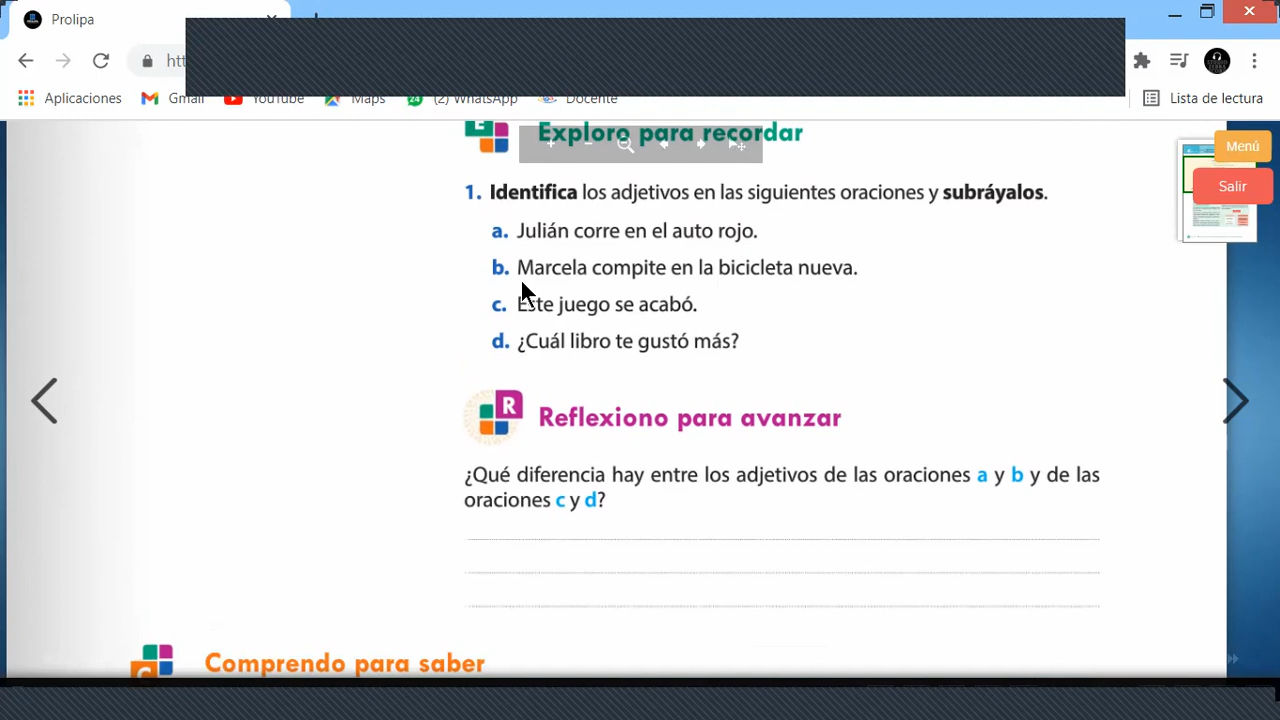 Prolipa
htt
Aplicaciones
Gmail
YouTube
Maps
(2) WhatsApp
Docente
Lista de lectura
Exploro para recordar
Menú
Salir
1. Identifica los adjetivos en las siguientes oraciones y subráyalos.
a. Julián corre en el auto rojo.
b. Marcela compite en la bicicleta nueva.
c. Este juego se acabó.
d. ¿Cuál libro te gustó más?
R
Reflexiono para avanzar
¿Qué diferencia hay entre los adjetivos de las oraciones a y b y de las
oraciones c y d?
Comprendo para saber